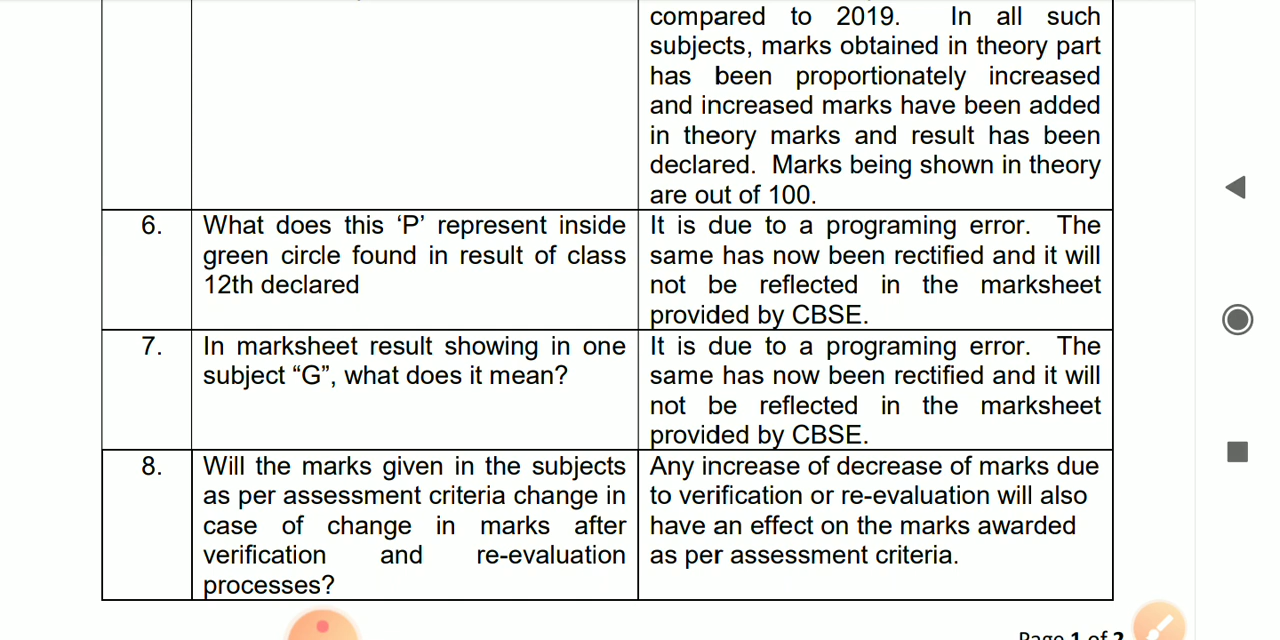 compared to 2019. In all such
subjects, marks obtained in theory part
has been proportionately increased
and increased marks have been added
in theory marks and result has been
declared. Marks being shown in theory
are out of 100.
6.
What does this ‘P’ represent inside
green circle found in result of class
12th declared
It is due to a programing error. The
same has now been rectified and it will
not be reflected in the marksheet
provided by CBSE.
7.
In marksheet result showing in one
subject “G”, what does it mean?
It is due to a programing error. The
same has now been rectified and it will
not be reflected in the marksheet
provided by CBSE.
8.
Will the marks given in the subjects
as per assessment criteria change in
case of change in marks after
verification and re-evaluation
processes?
Any increase of decrease of marks due
to verification or re-evaluation will also
have an effect on the marks awarded
as per assessment criteria.
Page 1 of 2